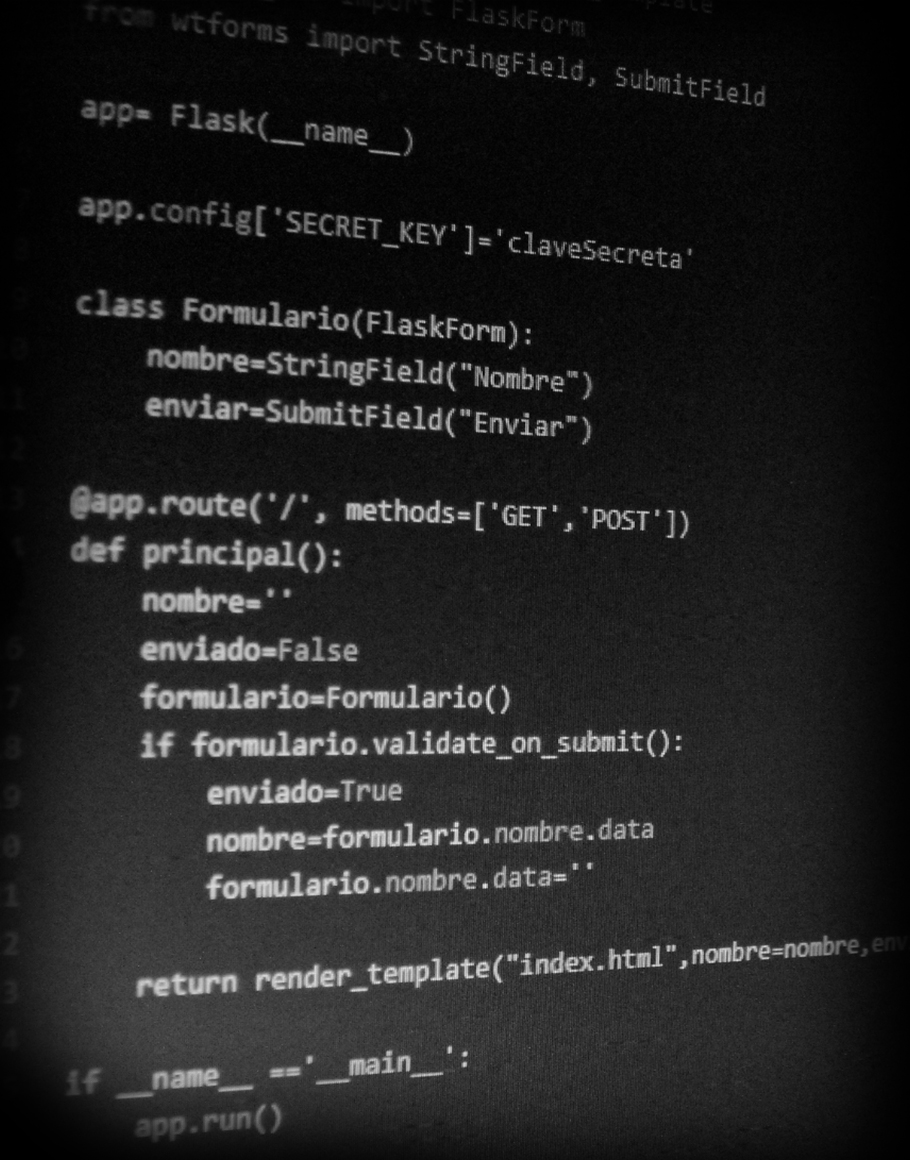 import FlaskForm
from wtforms import StringField, SubmitField
app= Flask(__name__)
app.config['SECRET_KEY']='claveSecreta'
class Formulario(FlaskForm):
nombre=StringField("Nombre")
enviar=SubmitField("Enviar")
@app.route('/', methods=['GET','POST'])
def principal():
nombre=''
enviado=False
formulario=Formulario()
if formulario.validate_on_submit():
enviado=True
nombre=formulario.nombre.data
formulario.nombre.data=''
return render_template("index.html",nombre=nombre,env
if __name__ =='__main__':
app.run()